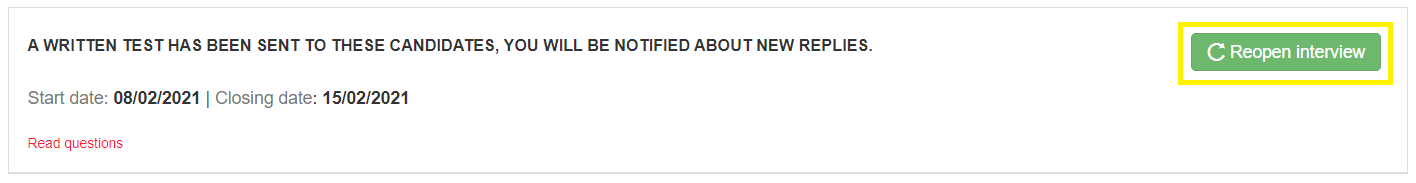 A WRITTEN TEST HAS BEEN SENT TO THESE CANDIDATES, YOU WILL BE NOTIFIED ABOUT NEW REPLIES.
Reopen interview
Start date: 08/02/2021 | Closing date: 15/02/2021
Read questions